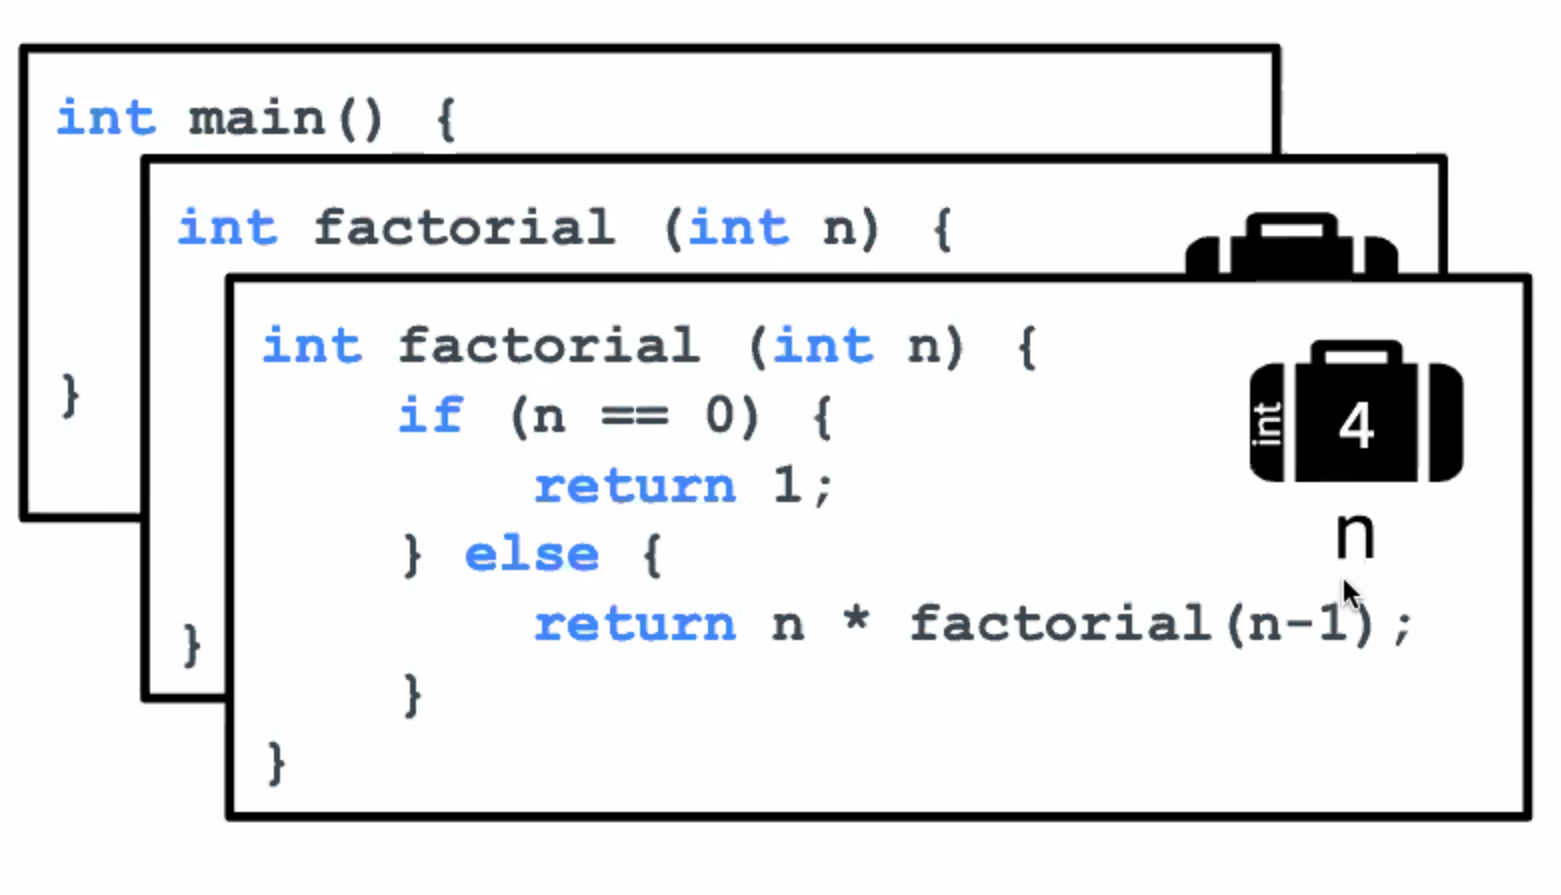 int main() {
}
int factorial (int n) {
}
int factorial (int n) {
if (n == 0) {
return 1;
} else {
return n * factorial(n-1);
}
}
int
4
n